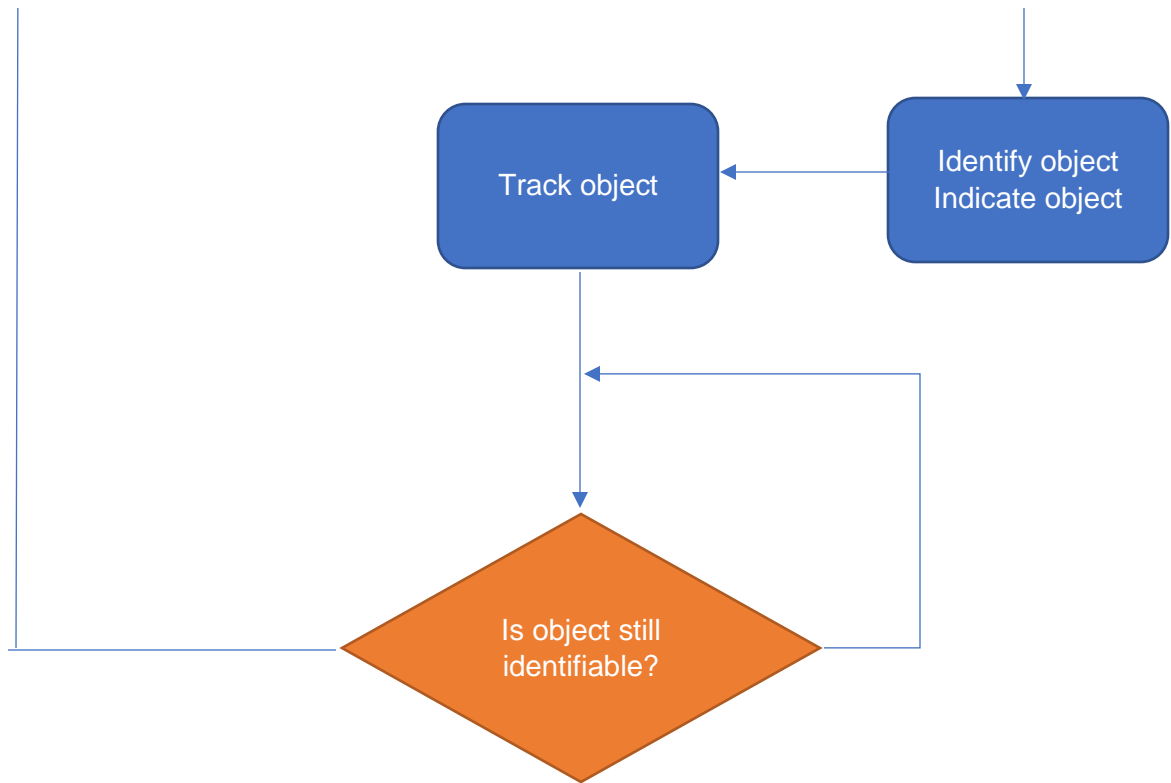 Track object
Identify object
Indicate object
Is object still
identifiable?